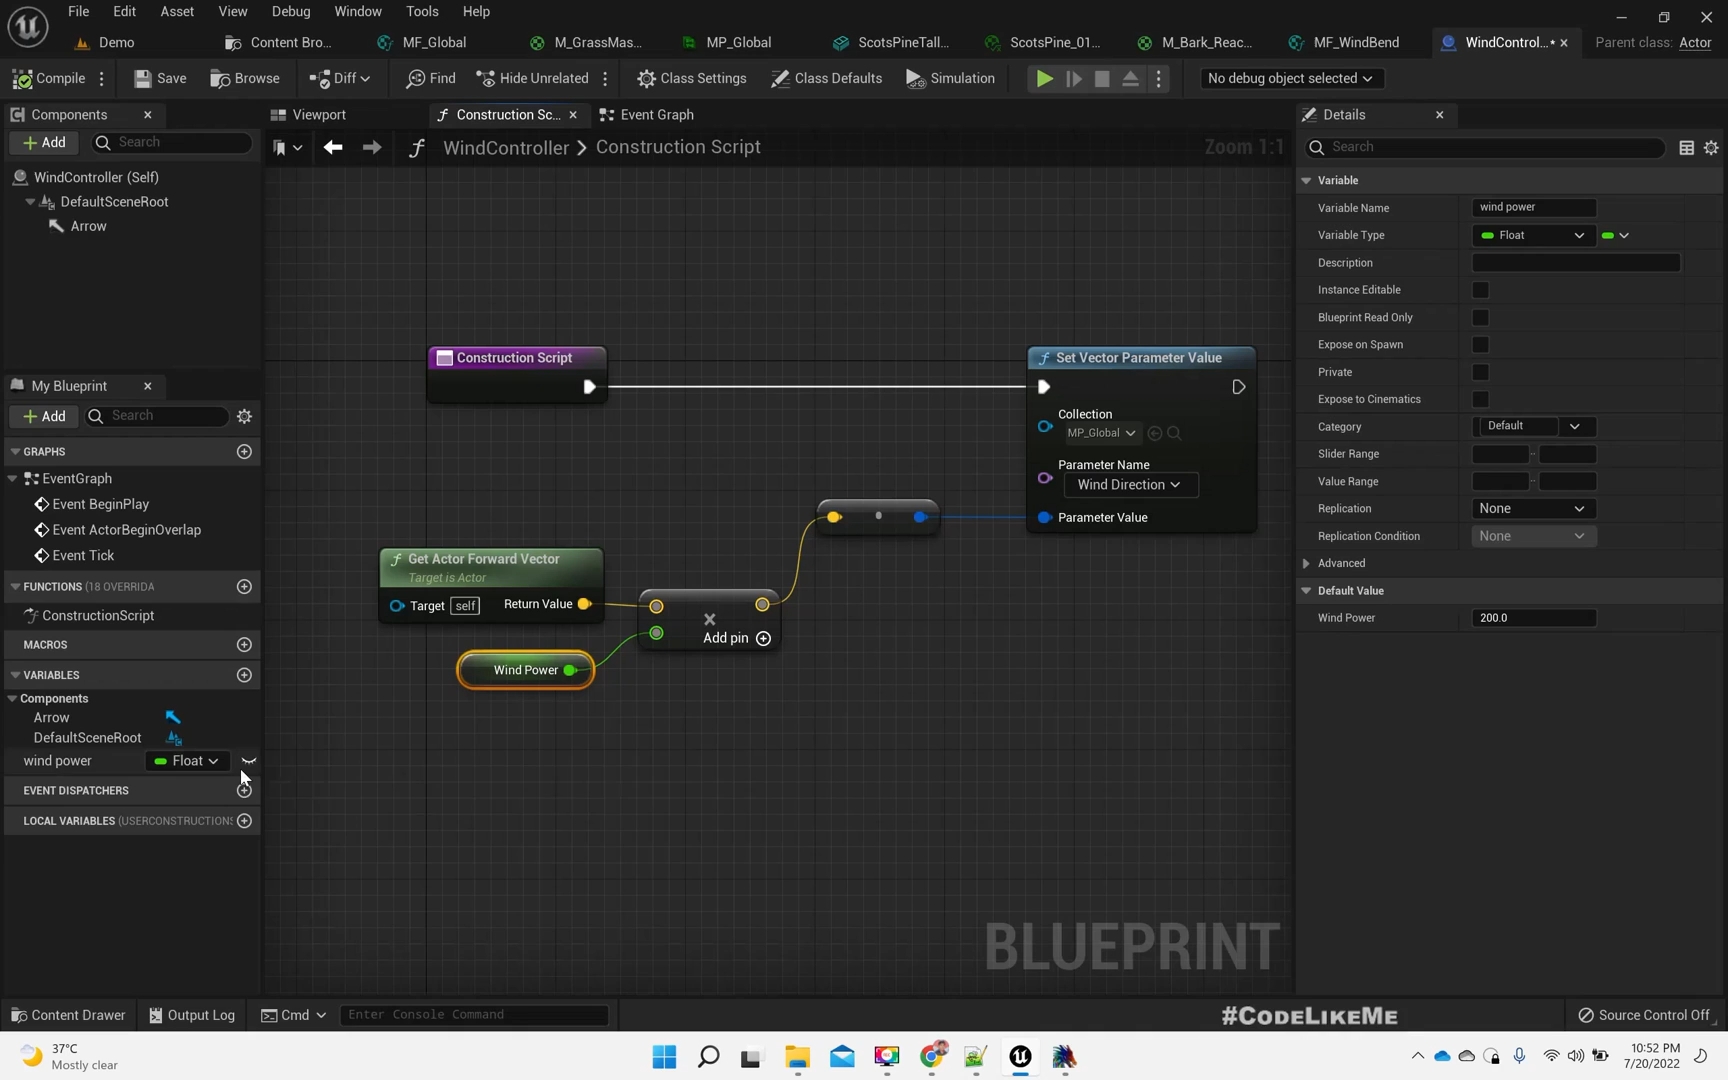 File Edit Asset View Debug Window Tools Help
Demo Content Bro... MF_Global M_GrassMas... MP_Global ScotsPineTall... ScotsPine_01... M_Bark_Reac... MF_WindBend WindControl...* Parent class: Actor
Compile Save Browse Diff Find Hide Unrelated Class Settings Class Defaults Simulation No debug object selected
Components Viewport Construction Sc... Event Graph Details
Add Search WindController > Construction Script Zoom 1:1 Search
WindController (Self)
DefaultSceneRoot
Arrow
My Blueprint
Add Search
GRAPHS
EventGraph
Event BeginPlay
Event ActorBeginOverlap
Event Tick
FUNCTIONS (18 OVERRIDA
ConstructionScript
MACROS
VARIABLES
Components
Arrow
DefaultSceneRoot
wind power Float
EVENT DISPATCHERS
LOCAL VARIABLES (USERCONSTRUCTIONS
Construction Script
Set Vector Parameter Value
Collection
MP_Global
Parameter Name
Wind Direction
Parameter Value
Get Actor Forward Vector
Target is Actor
Target self Return Value
Add pin
Wind Power
BLUEPRINT
Variable
Variable Name wind power
Variable Type Float
Description
Instance Editable
Blueprint Read Only
Expose on Spawn
Private
Expose to Cinematics
Category Default
Slider Range
Value Range
Replication None
Replication Condition None
Advanced
Default Value
Wind Power 200.0
Content Drawer Output Log Cmd Enter Console Command #CODELIKEME Source Control Off
37°C
Mostly clear
10:52 PM
7/20/2022